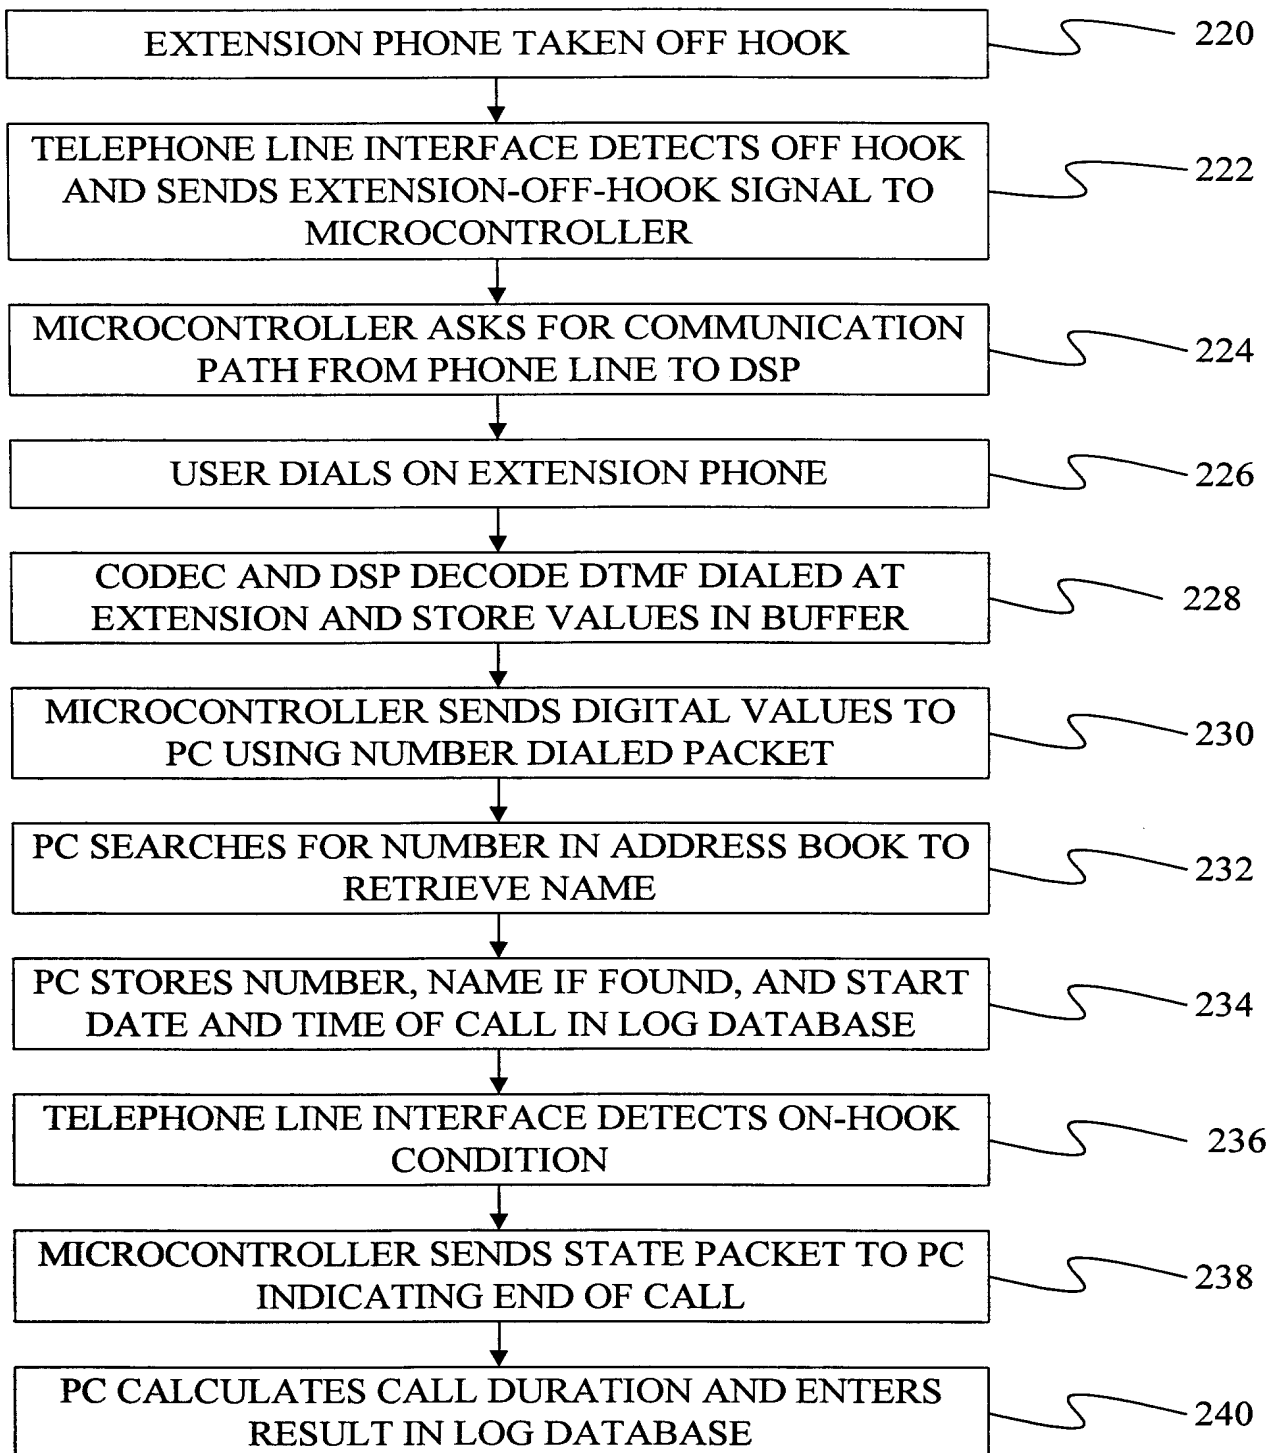 EXTENSION PHONE TAKEN OFF HOOK
220
TELEPHONE LINE INTERFACE DETECTS OFF HOOK
AND SENDS EXTENSION-OFF-HOOK SIGNAL TO
MICROCONTROLLER
222
MICROCONTROLLER ASKS FOR COMMUNICATION
PATH FROM PHONE LINE TO DSP
224
USER DIALS ON EXTENSION PHONE
226
CODEC AND DSP DECODE DTMF DIALED AT
EXTENSION AND STORE VALUES IN BUFFER
228
MICROCONTROLLER SENDS DIGITAL VALUES TO
PC USING NUMBER DIALED PACKET
230
PC SEARCHES FOR NUMBER IN ADDRESS BOOK TO
RETRIEVE NAME
232
PC STORES NUMBER, NAME IF FOUND, AND START
DATE AND TIME OF CALL IN LOG DATABASE
234
TELEPHONE LINE INTERFACE DETECTS ON-HOOK
CONDITION
236
MICROCONTROLLER SENDS STATE PACKET TO PC
INDICATING END OF CALL
238
PC CALCULATES CALL DURATION AND ENTERS
RESULT IN LOG DATABASE
240